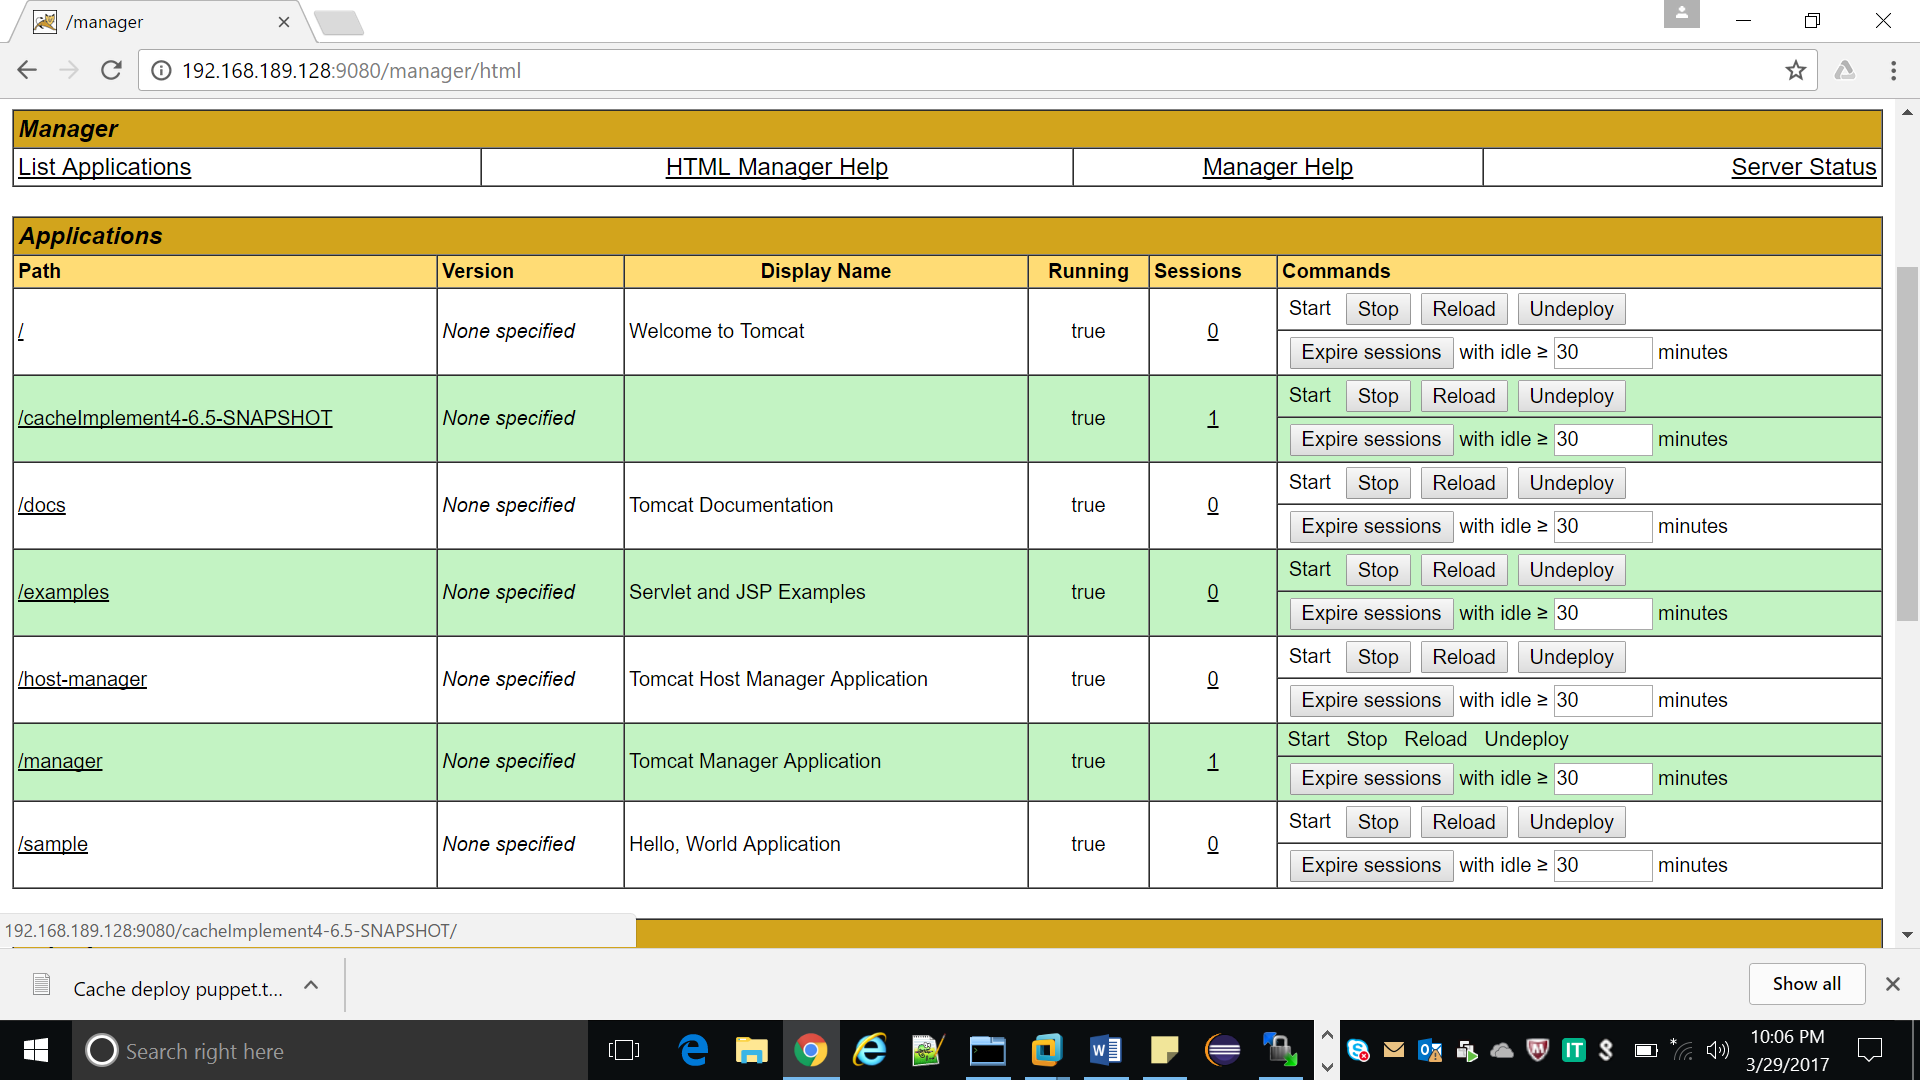 /manager
192.168.189.128:9080/manager/html
Manager
List Applications HTML Manager Help Manager Help Server Status
Applications
Path Version Display Name Running Sessions Commands
/ None specified Welcome to Tomcat true 0 Start Stop Reload Undeploy
Expire sessions with idle ≥ 30 minutes
/cacheImplement4-6.5-SNAPSHOT None specified true 1 Start Stop Reload Undeploy
Expire sessions with idle ≥ 30 minutes
/docs None specified Tomcat Documentation true 0 Start Stop Reload Undeploy
Expire sessions with idle ≥ 30 minutes
/examples None specified Servlet and JSP Examples true 0 Start Stop Reload Undeploy
Expire sessions with idle ≥ 30 minutes
/host-manager None specified Tomcat Host Manager Application true 0 Start Stop Reload Undeploy
Expire sessions with idle ≥ 30 minutes
/manager None specified Tomcat Manager Application true 1 Start Stop Reload Undeploy
Expire sessions with idle ≥ 30 minutes
/sample None specified Hello, World Application true 0 Start Stop Reload Undeploy
Expire sessions with idle ≥ 30 minutes
192.168.189.128:9080/cacheImplement4-6.5-SNAPSHOT/
Cache deploy puppet.t... Show all
Search right here
10:06 PM
3/29/2017